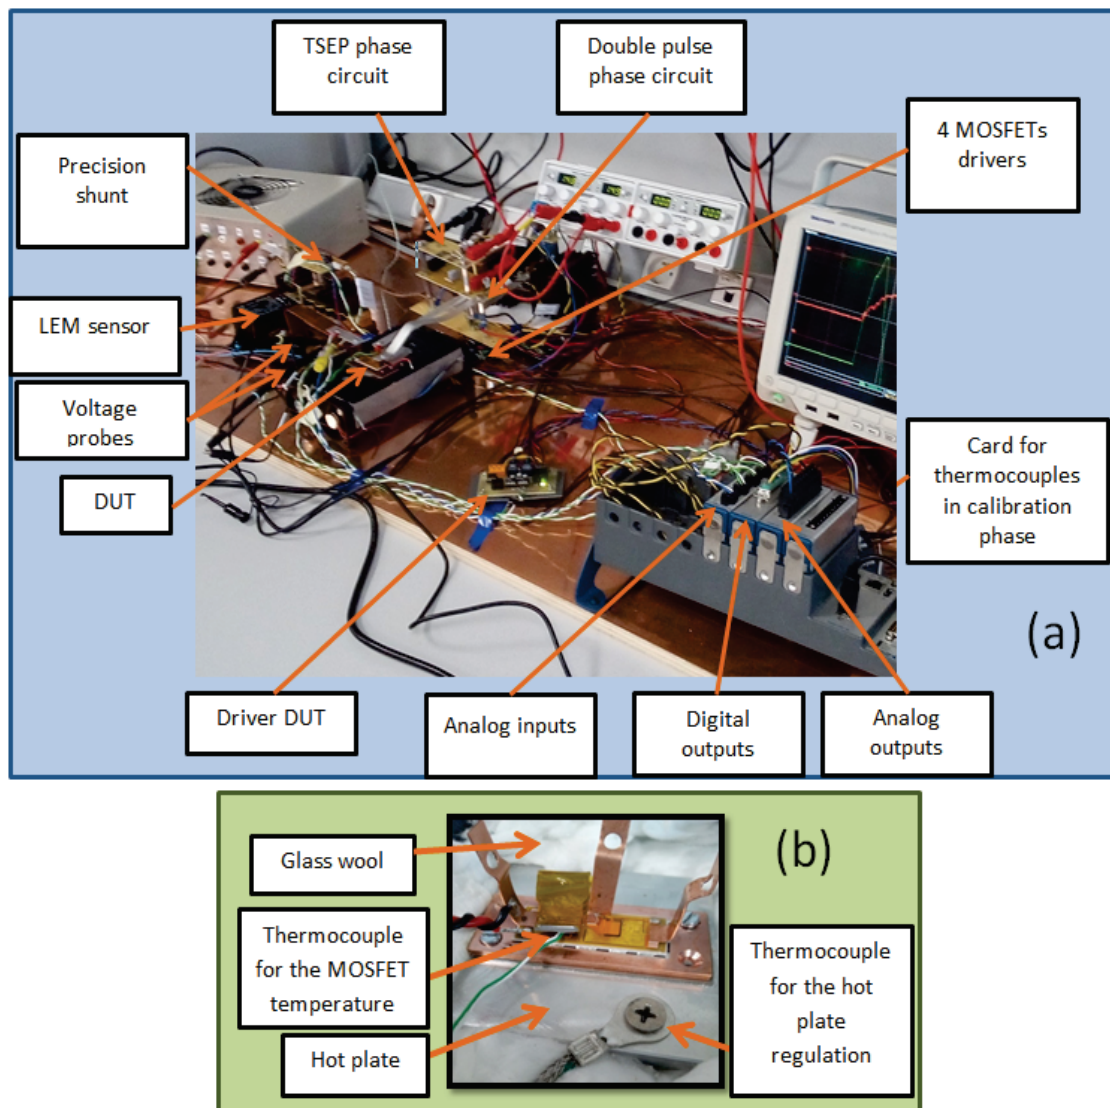 TSEP phase
circuit
Double pulse
phase circuit
4 MOSFETs
drivers
Precision
shunt
LEM sensor
Voltage
probes
DUT
Card for
thermocouples
in calibration
phase
(a)
Driver DUT
Analog inputs
Digital
outputs
Analog
outputs
(b)
Glass wool
Thermocouple
for the MOSFET
temperature
Hot plate
Thermocouple
for the hot
plate
regulation